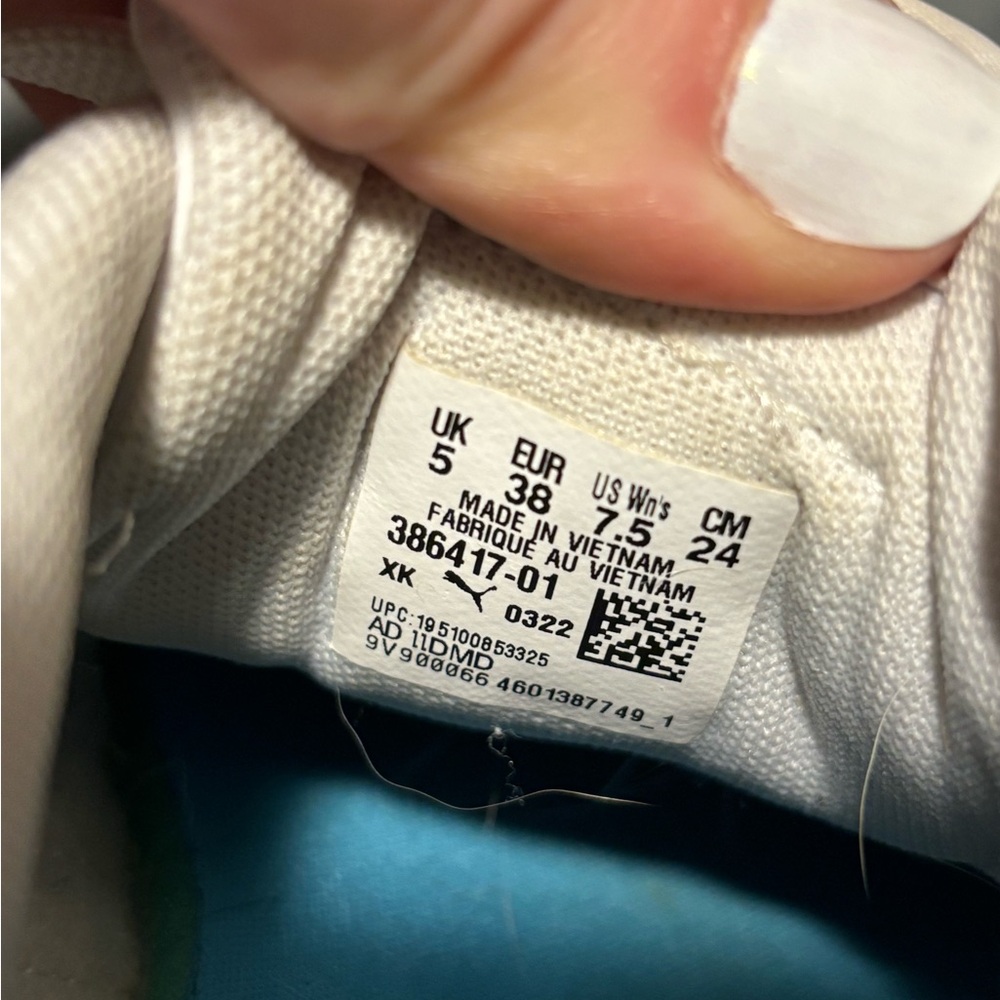 UK EUR US Wn's CM
5 38 7.5 24
MADE IN VIETNAM
FABRIQUÉ AU VIETNAM
386417-01
XK 0322
UPC:195100853325
AD 11DMD
9V900066 4601387749_1